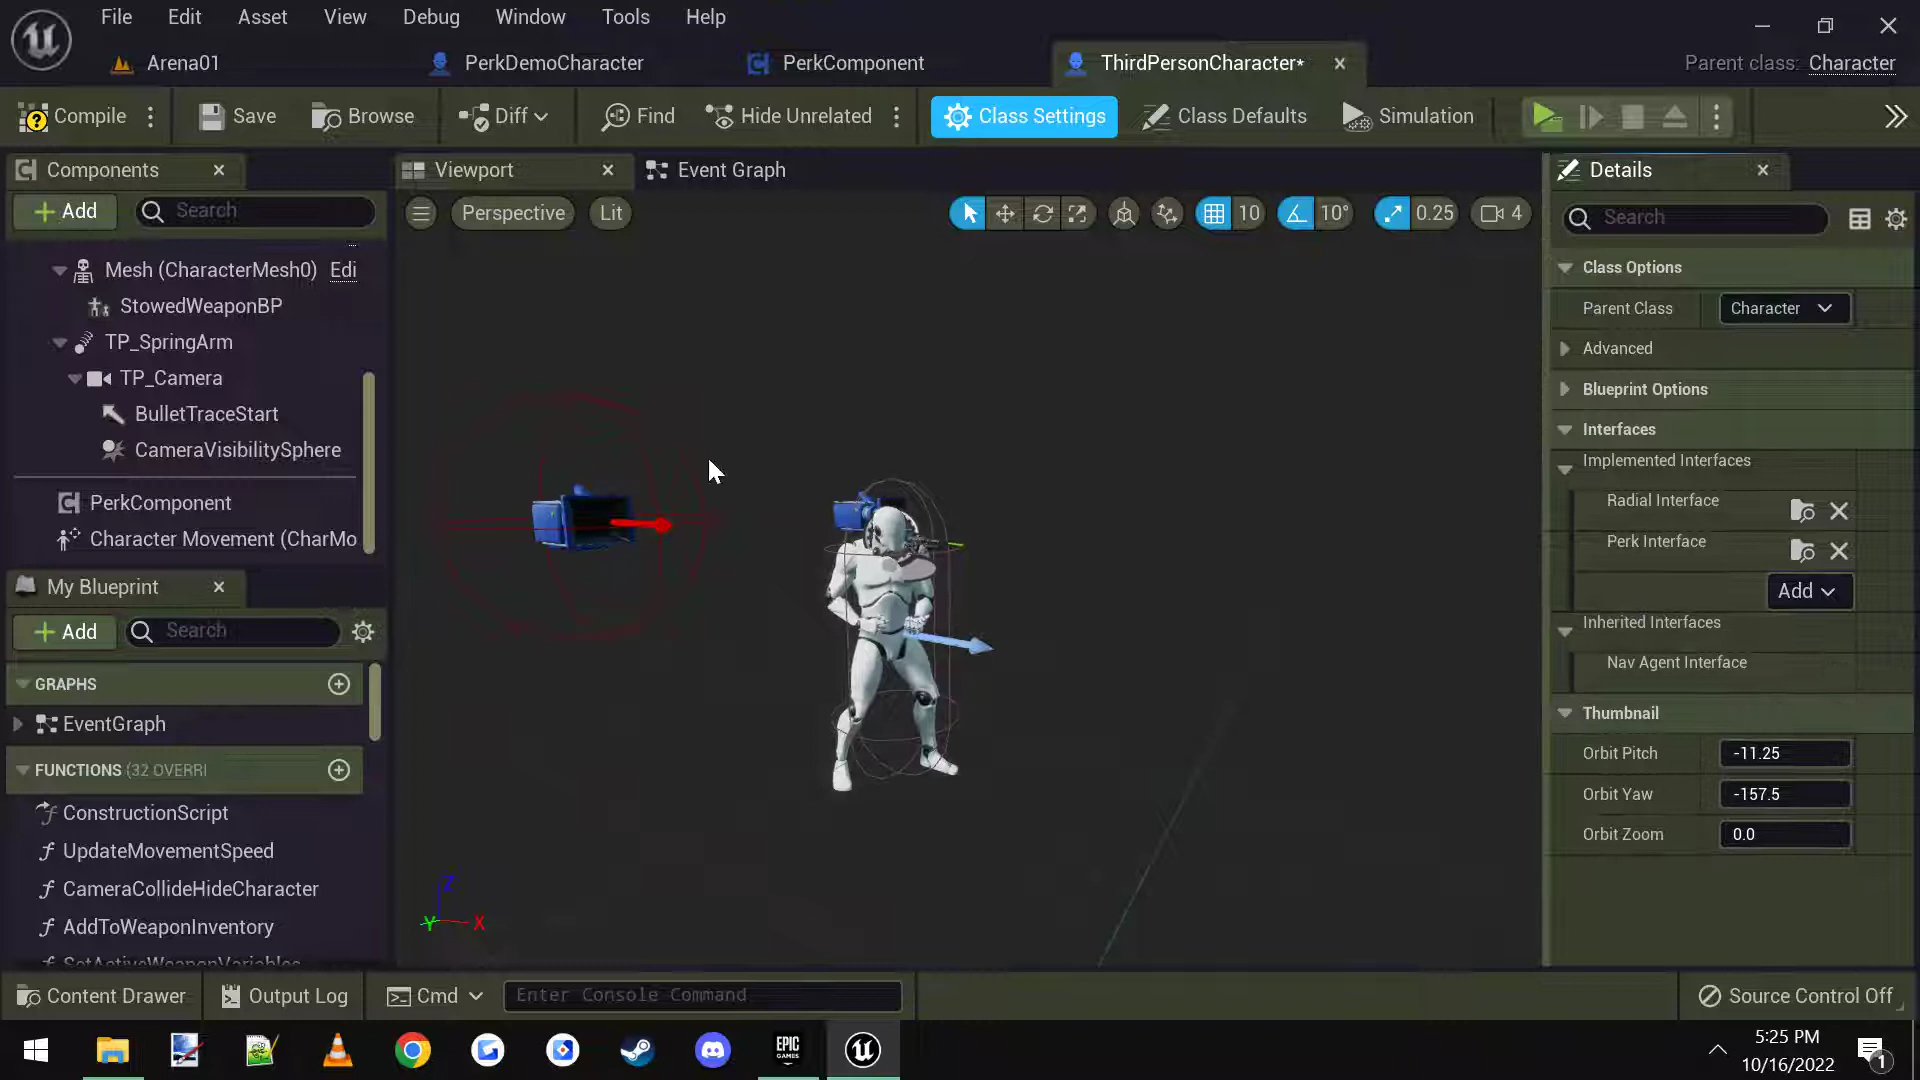 File Edit Asset View Debug Window Tools Help
Arena01 PerkDemoCharacter PerkComponent ThirdPersonCharacter* Parent class: Character
Compile Save Browse Diff Find Hide Unrelated Class Settings Class Defaults Simulation
Components
Add Search
Mesh (CharacterMesh0) Edi
StowedWeaponBP
TP_SpringArm
TP_Camera
BulletTraceStart
CameraVisibilitySphere
PerkComponent
Character Movement (CharMo
My Blueprint
Add Search
GRAPHS
EventGraph
FUNCTIONS (32 OVERRI
ConstructionScript
UpdateMovementSpeed
CameraCollideHideCharacter
AddToWeaponInventory
SetActiveWeaponVariables
Viewport Event Graph
Perspective Lit 10 10° 0.25 4
Z
Y X
Details
Search
Class Options
Parent Class Character
Advanced
Blueprint Options
Interfaces
Implemented Interfaces
Radial Interface
Perk Interface
Add
Inherited Interfaces
Nav Agent Interface
Thumbnail
Orbit Pitch -11.25
Orbit Yaw -157.5
Orbit Zoom 0.0
Content Drawer Output Log Cmd Enter Console Command Source Control Off
EPIC
GAMES
5:25 PM
10/16/2022
1